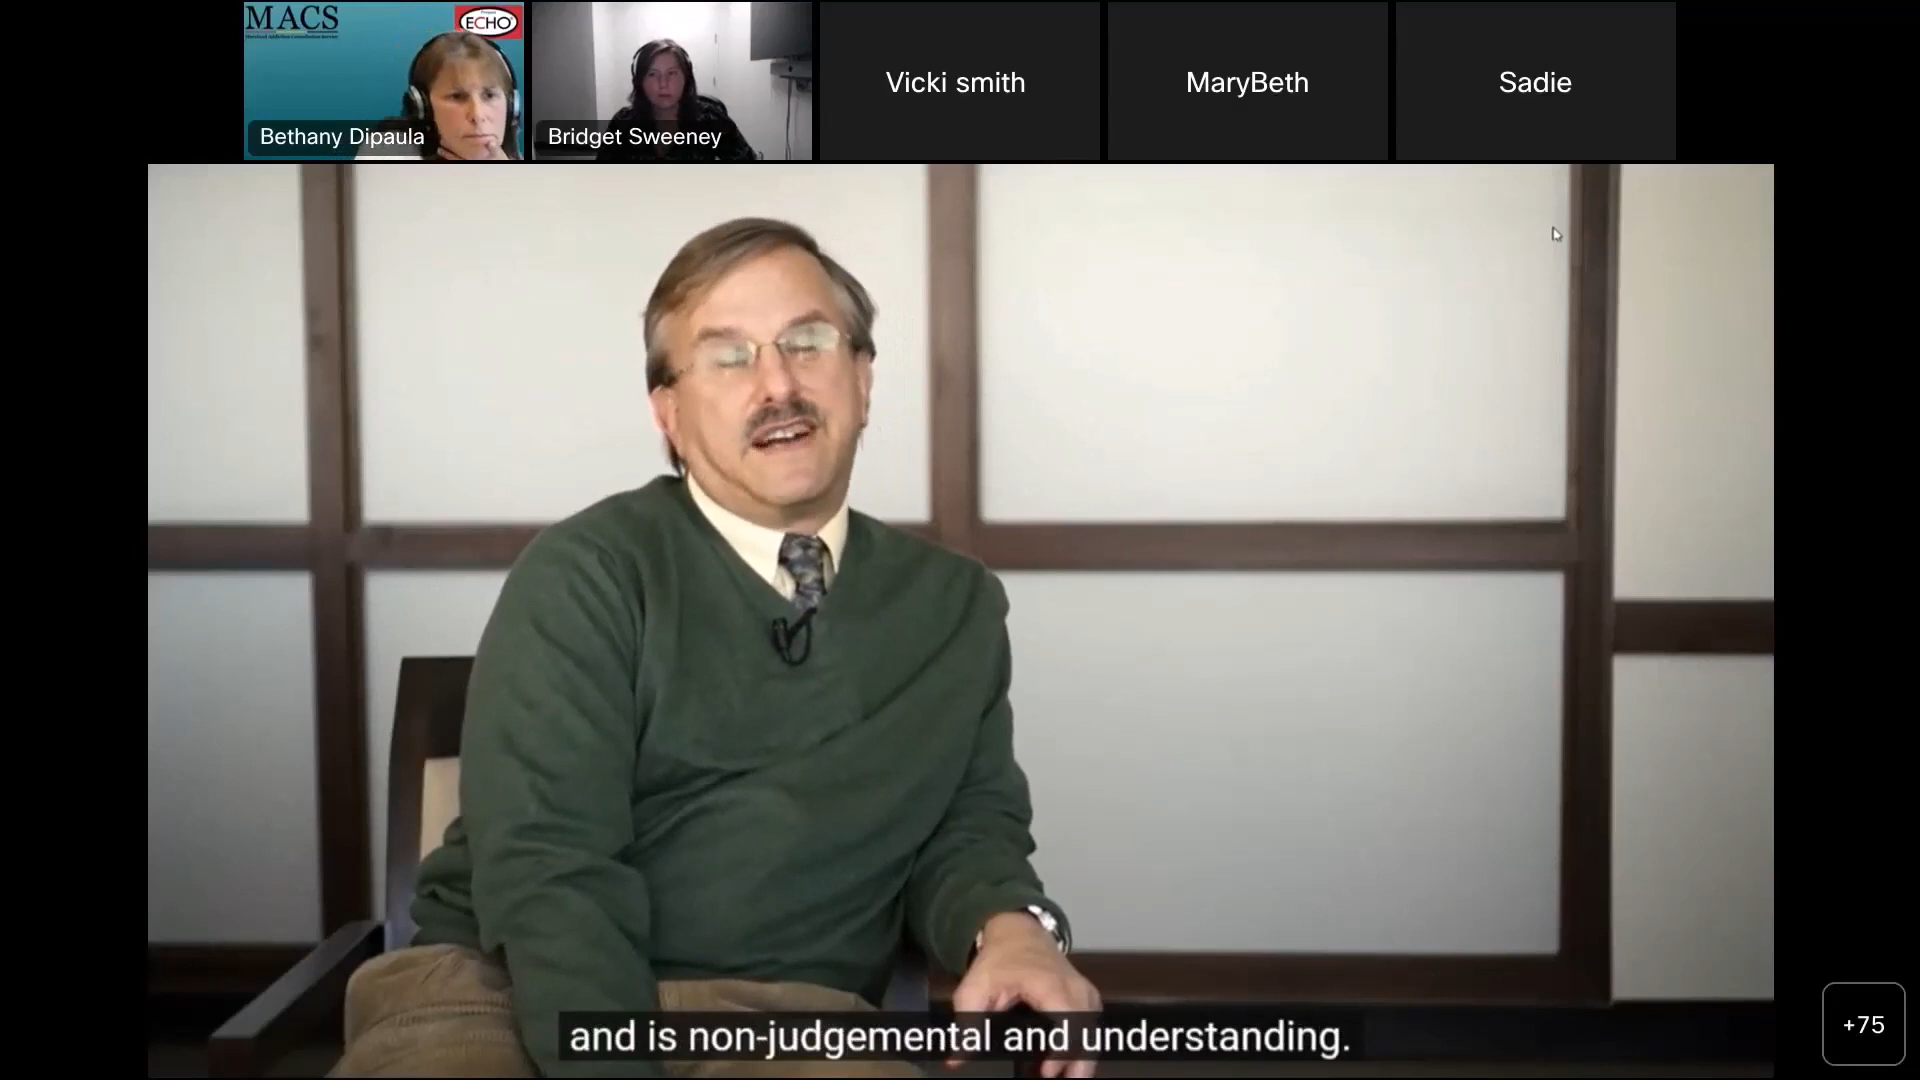 MACS
ECHO
Bethany Dipaula
Bridget Sweeney
Vicki smith
MaryBeth
Sadie
and is non-judgemental and understanding.
+75